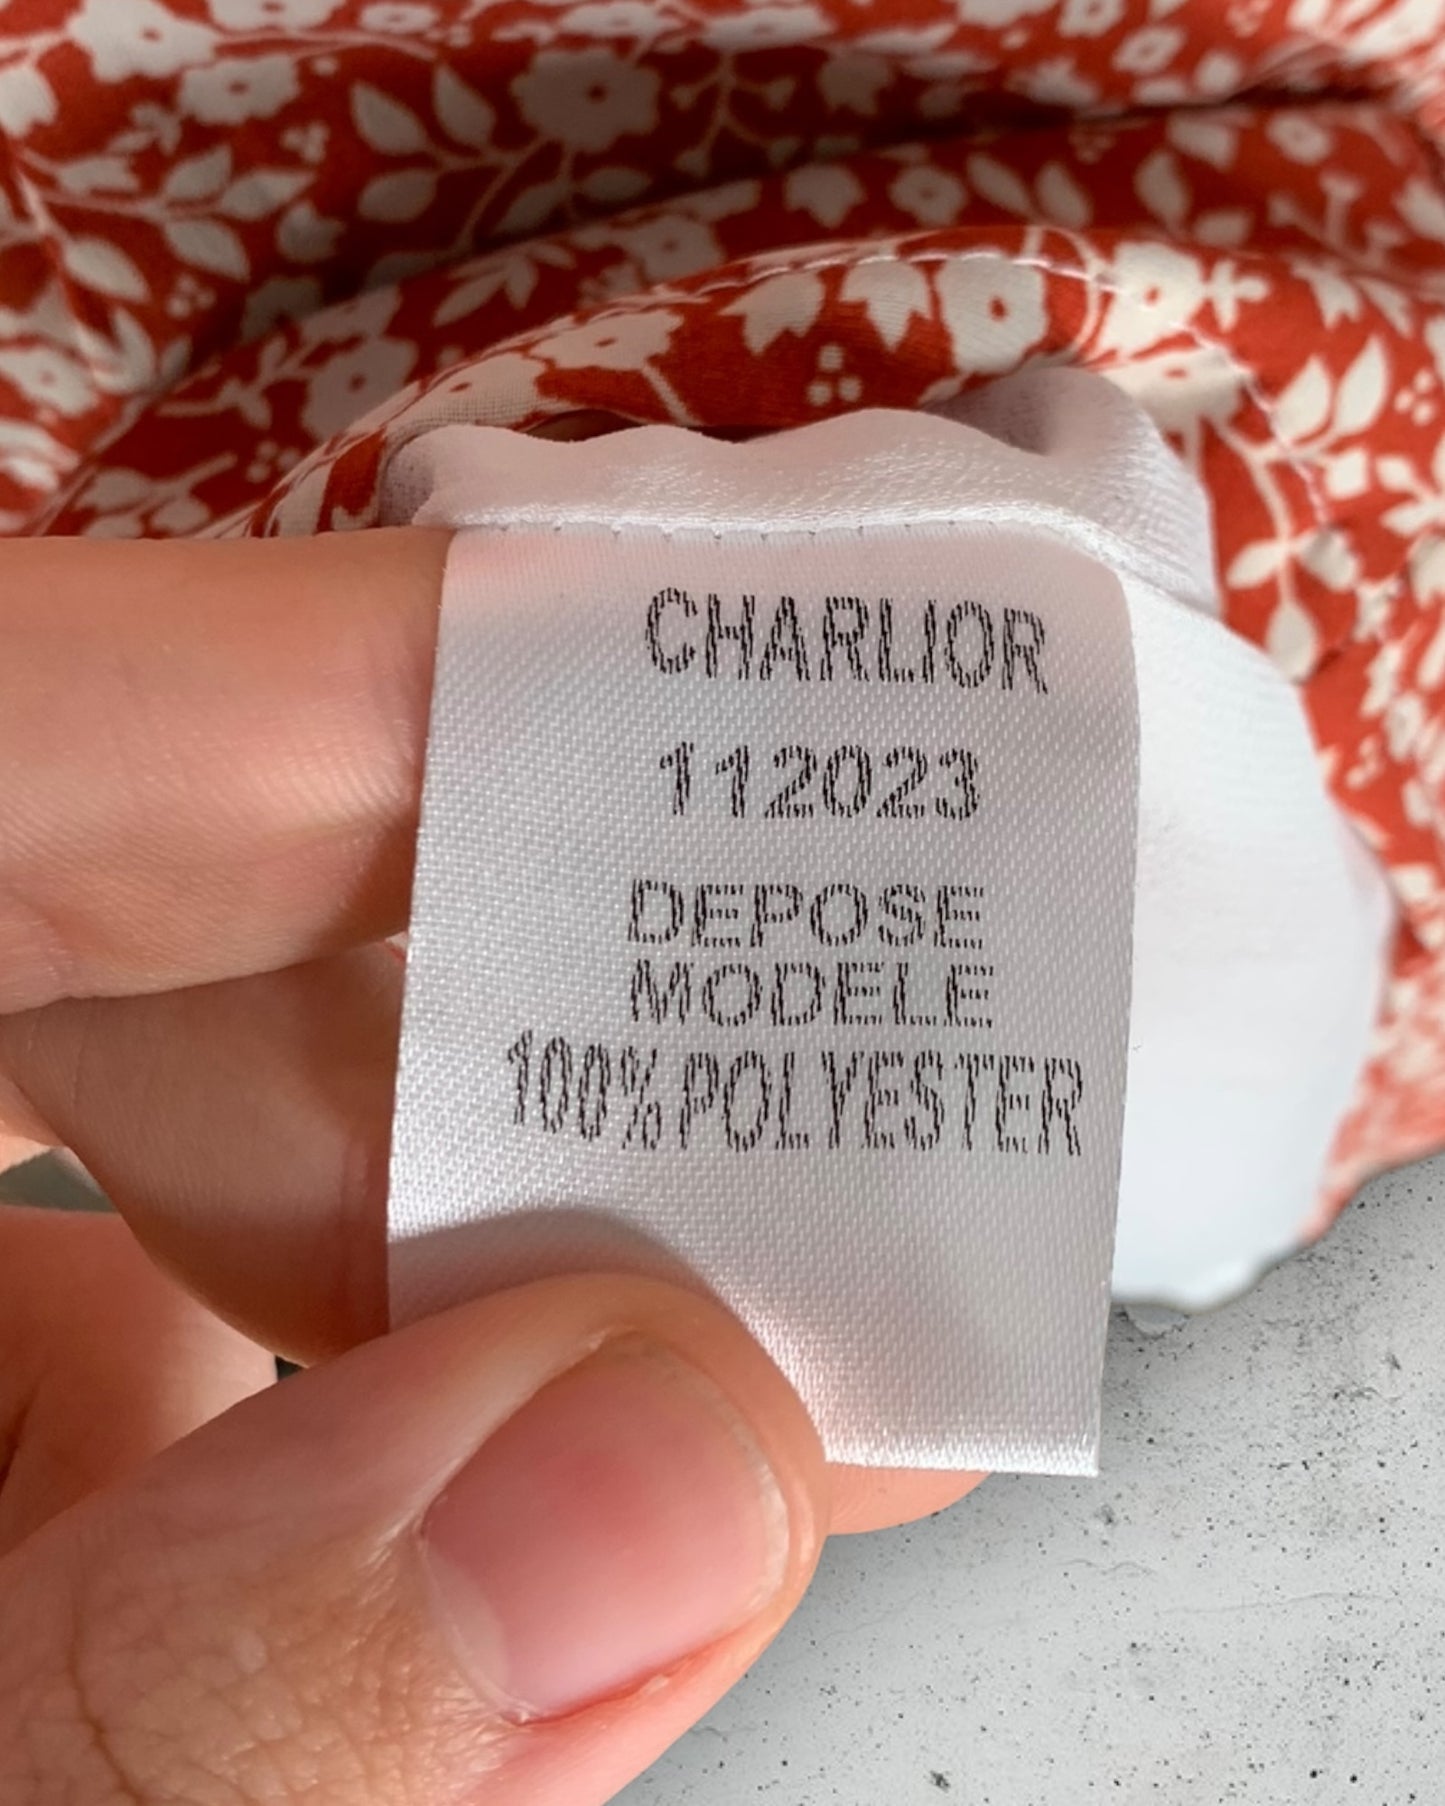 CHARLIOR
112023
DEPOSE
MODELE
100% POLYESTER